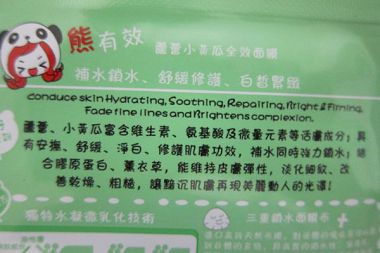 熊有效 蘆薈小黃瓜全效面膜
補水鎖水、舒緩修護、白皙緊緻
Conduce skin Hydrating, Soothing, Repairing, Bright & Firming,
Fade fine lines and Brightens complexion.
蘆薈、小黃瓜富含維生素、氨基酸及微量元素等活膚成分；具
有安撫、舒緩、淨白、修護肌膚功效，補水同時強力鎖水；結
合膠原蛋白、薰衣草，能維持皮膚彈性，淡化細紋、改
善乾燥、粗糙，讓黯沉肌膚再現美麗動人的光澤！
獨特水凝微乳化技術
三重鎖水面膜布